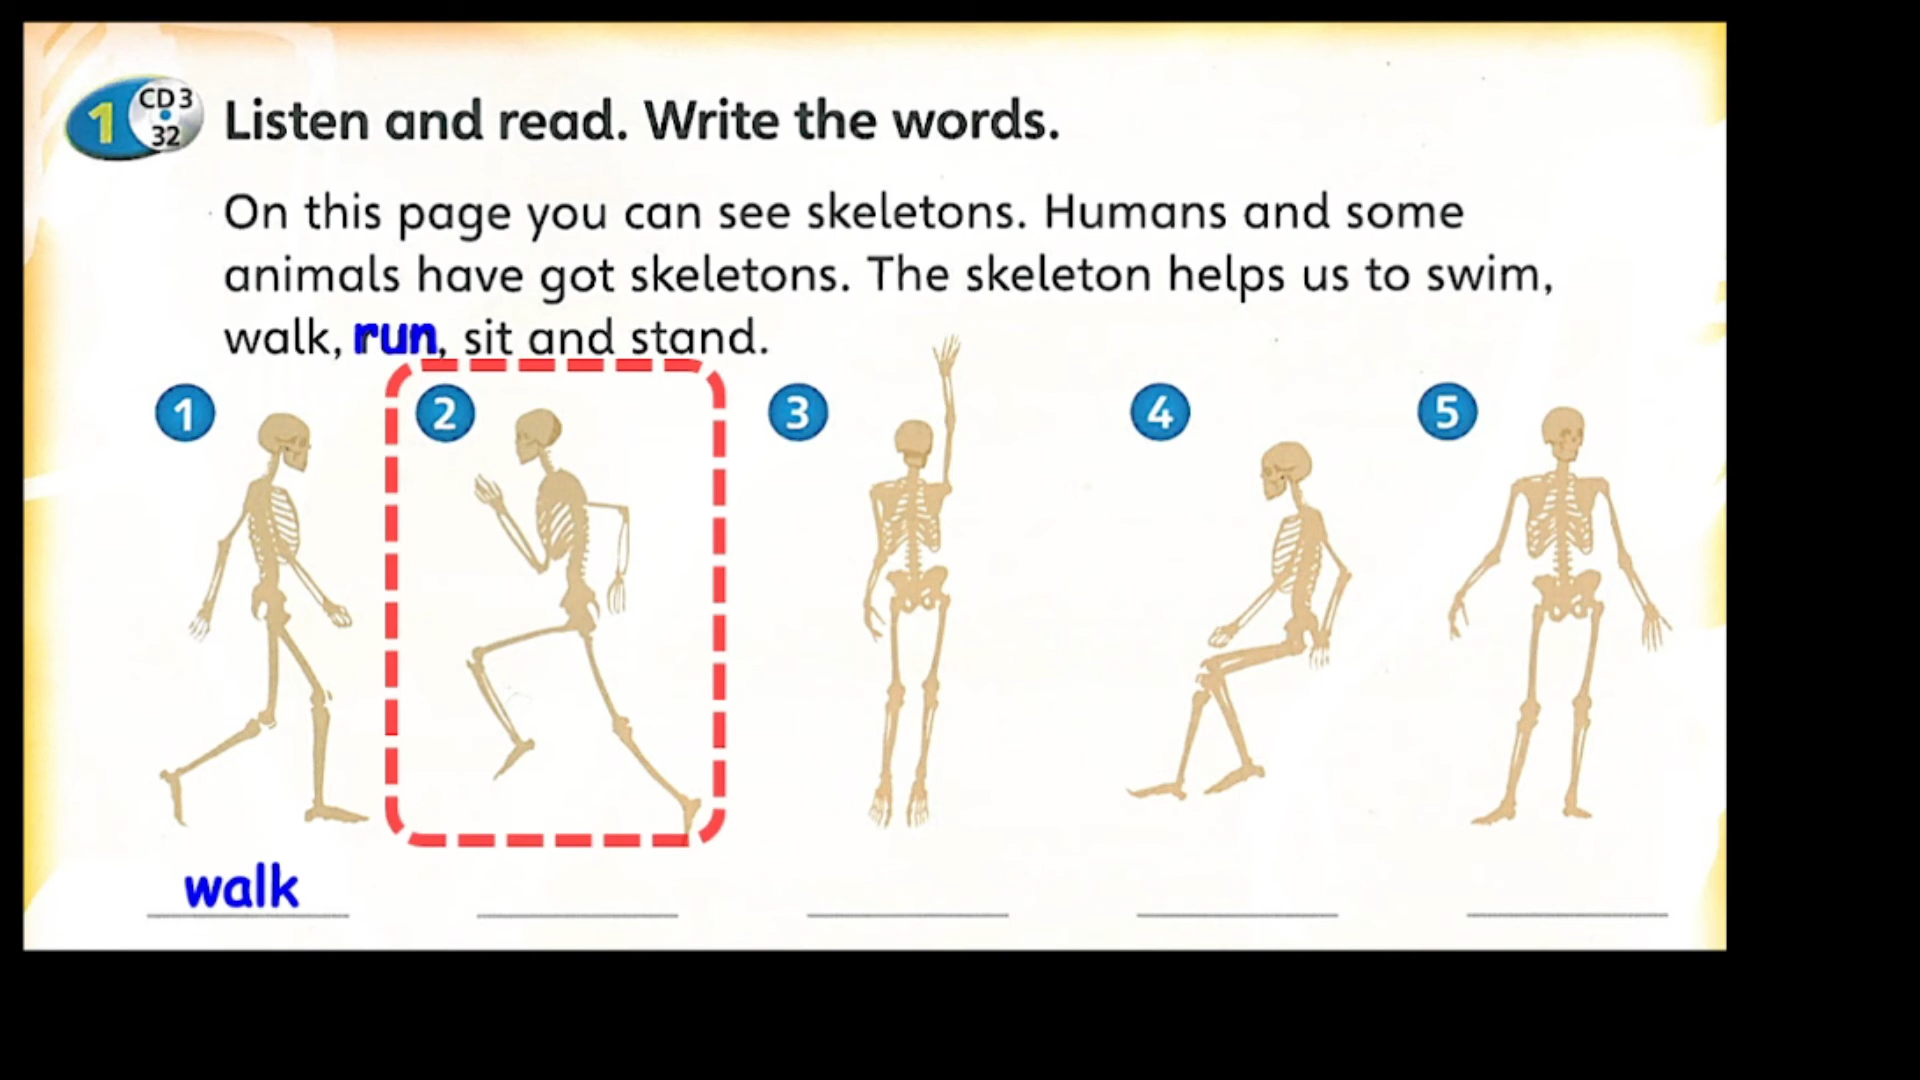 1 CD 3 32 Listen and read. Write the words.
On this page you can see skeletons. Humans and some
animals have got skeletons. The skeleton helps us to swim,
walk, run, sit and stand.
1 2 3 4 5
walk